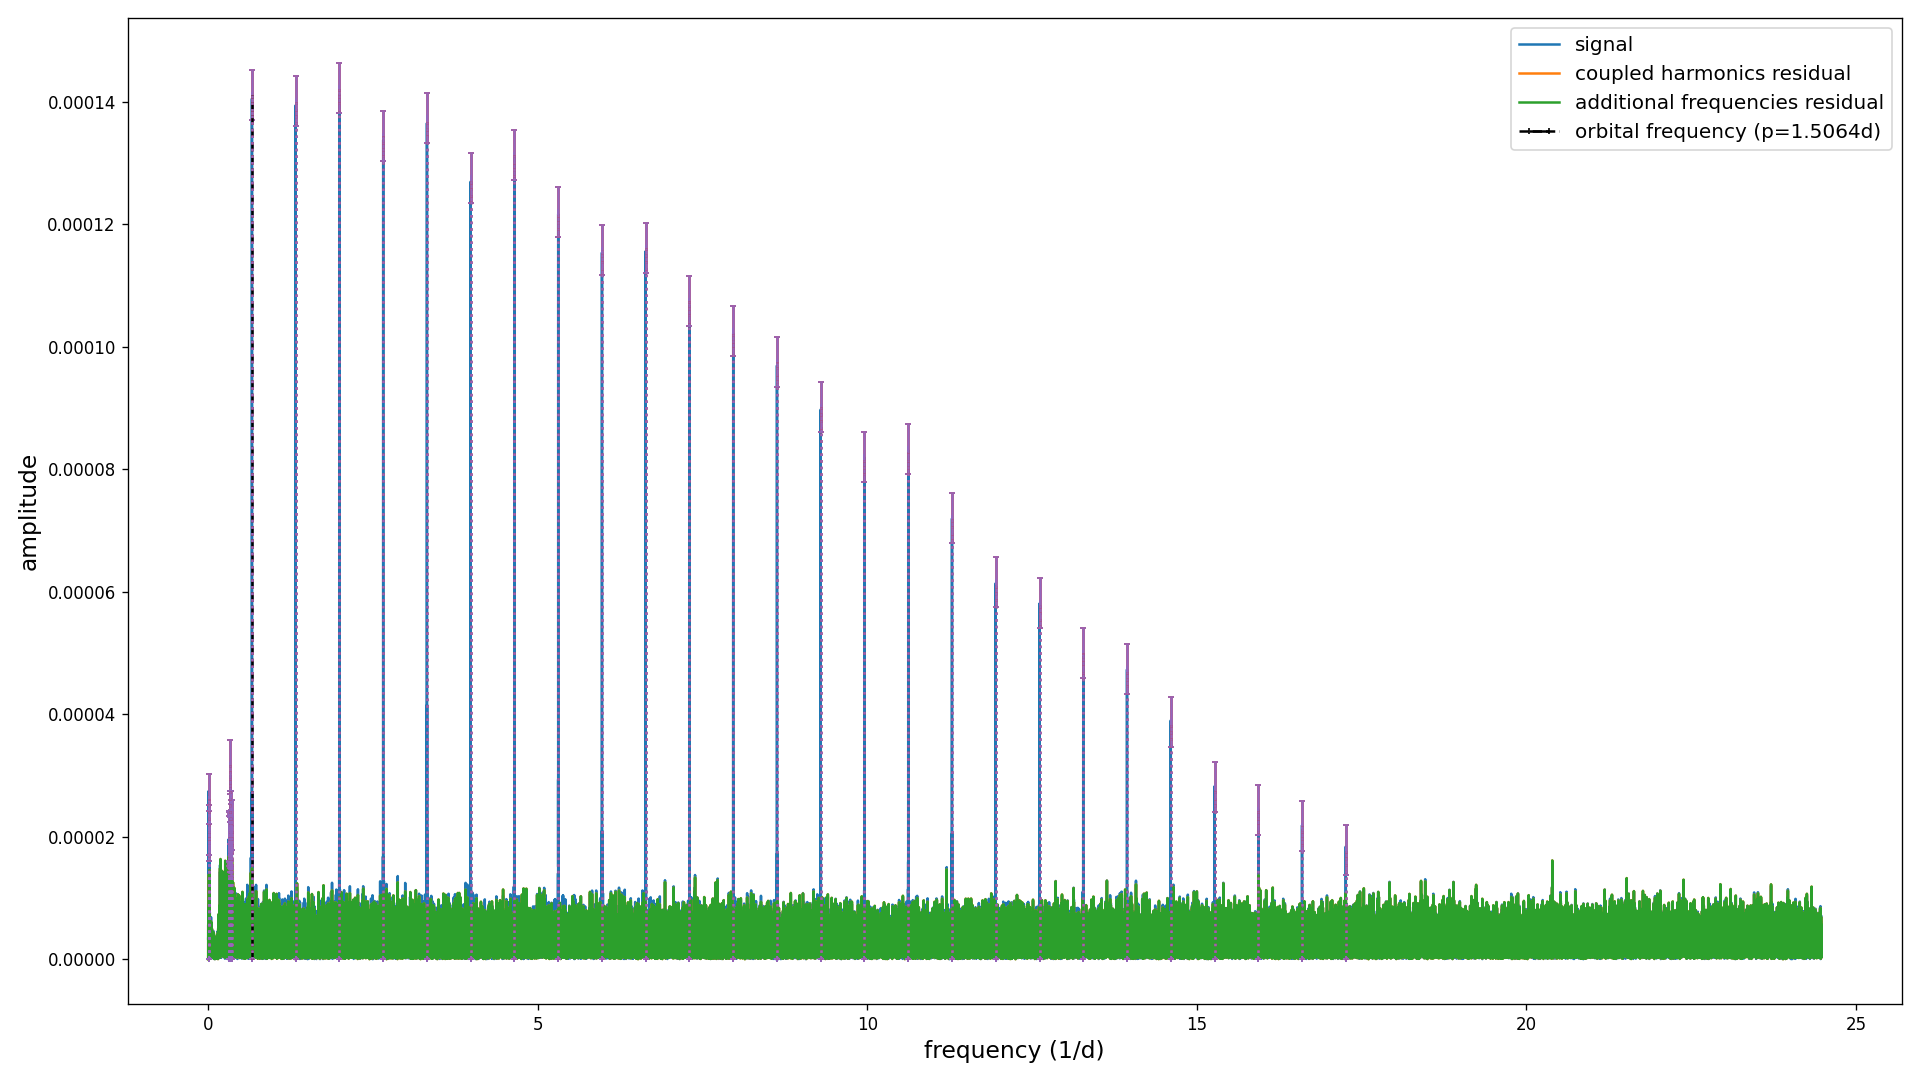 signal
coupled harmonics residual
additional frequencies residual
orbital frequency (p=1.5064d)
amplitude
0.00014
0.00012
0.00010
0.00008
0.00006
0.00004
0.00002
0.00000
0 5 10 15 20 25
frequency (1/d)